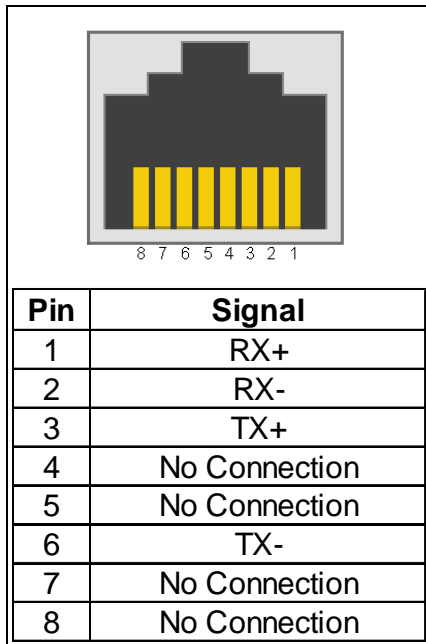 8 7 6 5 4 3 2 1
Pin Signal
1 RX+
2 RX-
3 TX+
4 No Connection
5 No Connection
6 TX-
7 No Connection
8 No Connection